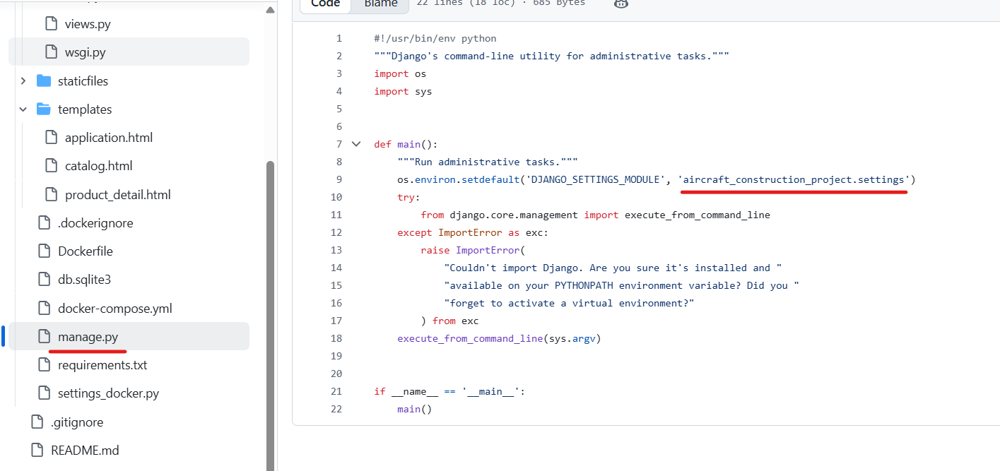 views.py
wsgi.py
staticfiles
templates
application.html
catalog.html
product_detail.html
.dockerignore
Dockerfile
db.sqlite3
docker-compose.yml
manage.py
requirements.txt
settings_docker.py
.gitignore
README.md
Code Blame 22 lines (18 loc) · 685 Bytes
1 #!/usr/bin/env python
2 """Django's command-line utility for administrative tasks."""
3 import os
4 import sys
5
6
7 def main():
8     """Run administrative tasks."""
9     os.environ.setdefault('DJANGO_SETTINGS_MODULE', 'aircraft_construction_project.settings')
10     try:
11         from django.core.management import execute_from_command_line
12     except ImportError as exc:
13         raise ImportError(
14             "Couldn't import Django. Are you sure it's installed and "
15             "available on your PYTHONPATH environment variable? Did you "
16             "forget to activate a virtual environment?"
17         ) from exc
18     execute_from_command_line(sys.argv)
19
20
21 if __name__ == '__main__':
22     main()